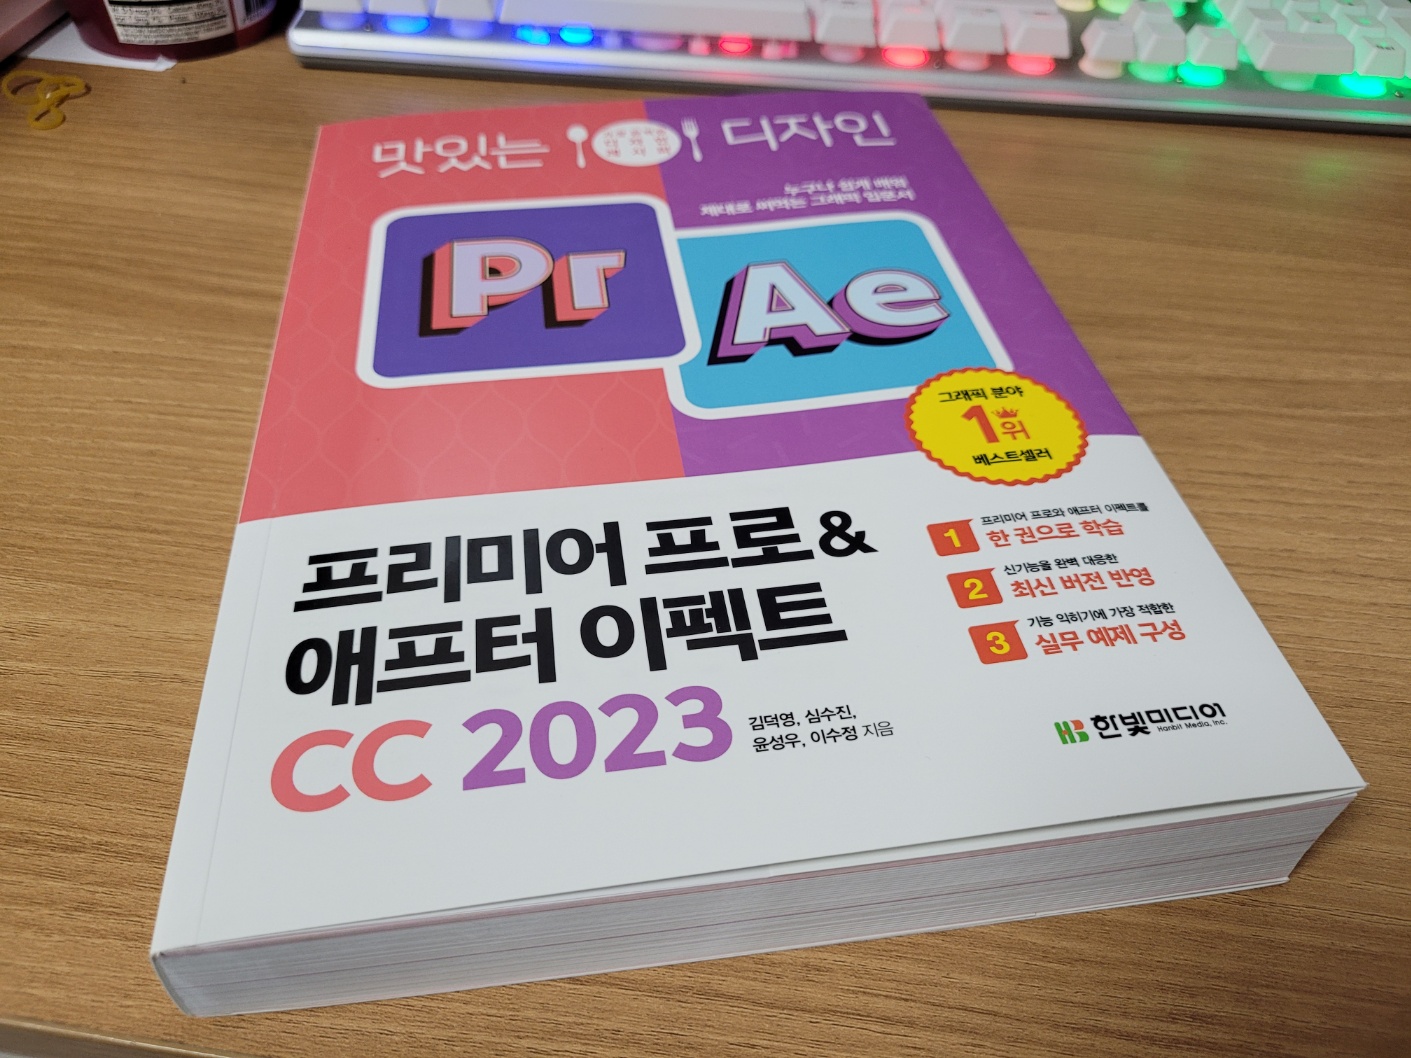 맛있는 디자인
누구나 쉽게 배워
제대로 써먹는 그래픽 입문서
Pr
Ae
그래픽 분야
1위
베스트셀러
프리미어 프로 &
애프터 이펙트
CC 2023
김덕영, 심수진,
윤성우, 이수정 지음
1 프리미어 프로와 애프터 이펙트를
한 권으로 학습
2 신기능을 완벽 대응한
최신 버전 반영
3 기능 익히기에 가장 적합한
실무 예제 구성
HB 한빛미디어
Hanbit Media, Inc.